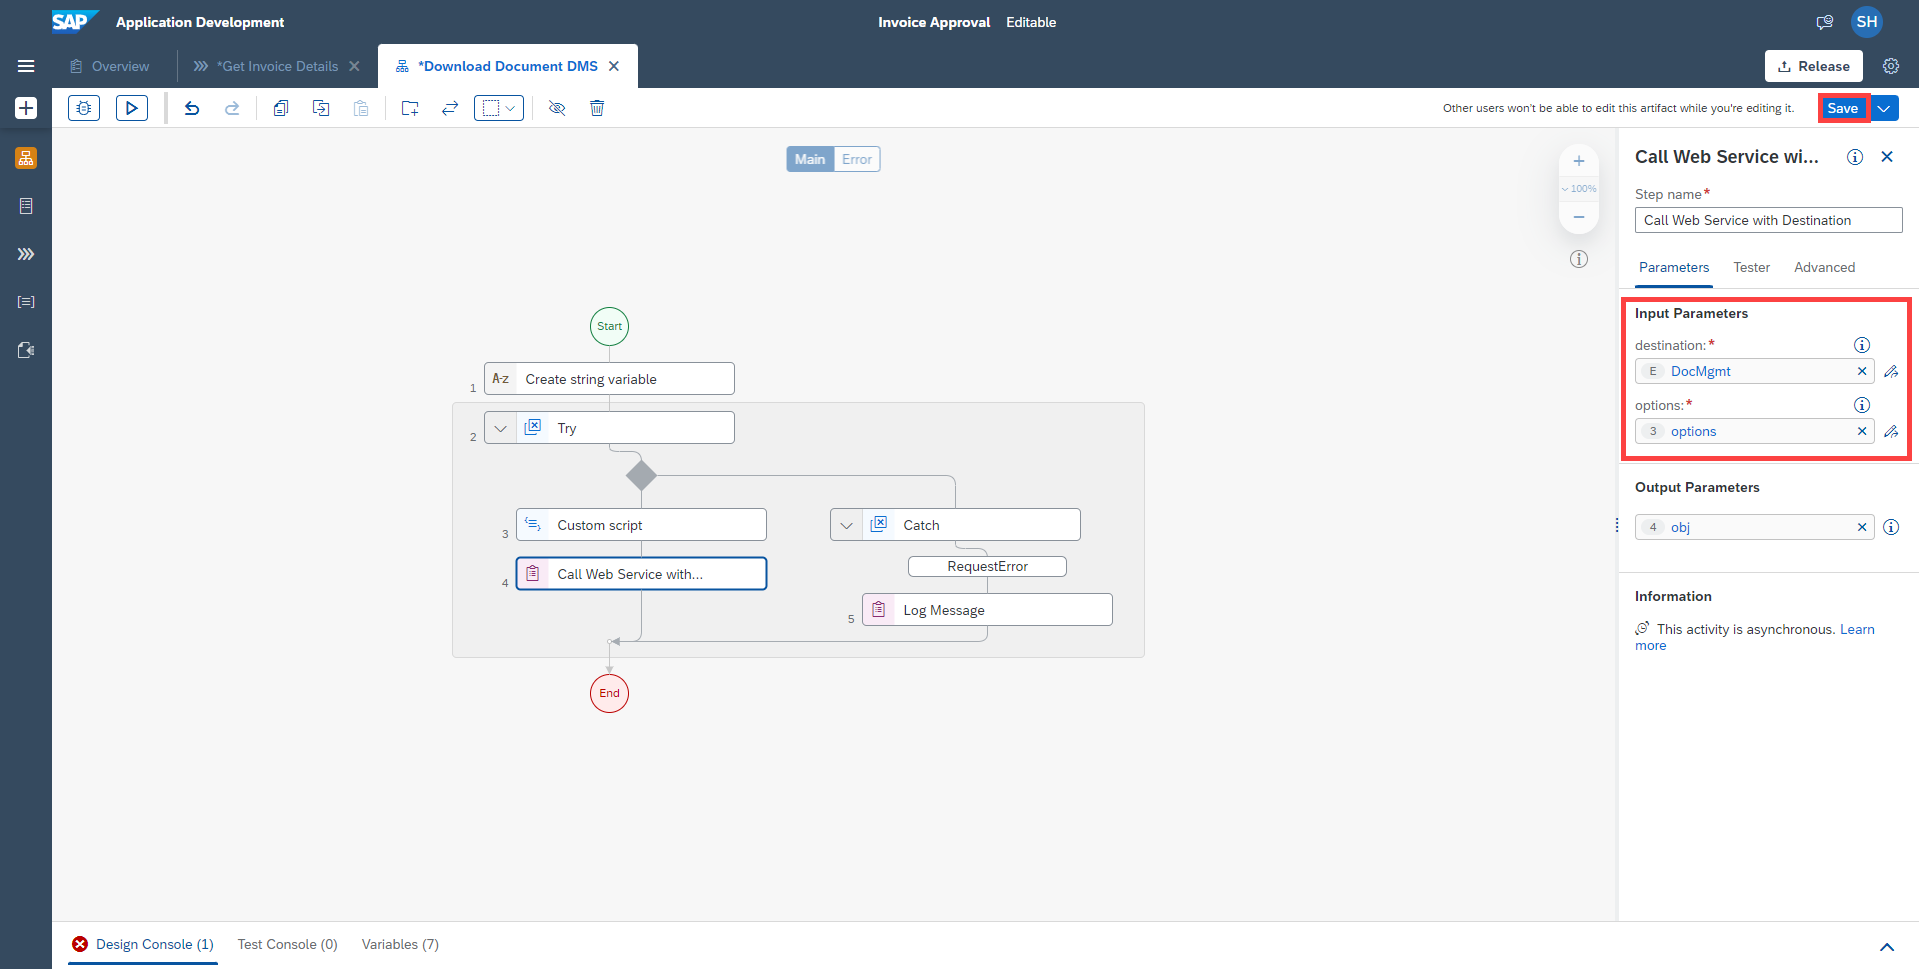 SAP Application Development
Invoice Approval Editable
SH
Overview
*Get Invoice Details
*Download Document DMS
Release
Other users won't be able to edit this artifact while you're editing it.
Save
Main
Error
100%
Start
1
A-z
Create string variable
2
Try
3
Custom script
Catch
RequestError
4
Call Web Service with...
5
Log Message
End
Call Web Service wi...
Step name*
Call Web Service with Destination
Parameters
Tester
Advanced
Input Parameters
destination:*
E DocMgmt
options:*
3 options
Output Parameters
4 obj
Information
This activity is asynchronous. Learn
more
Design Console (1)
Test Console (0)
Variables (7)